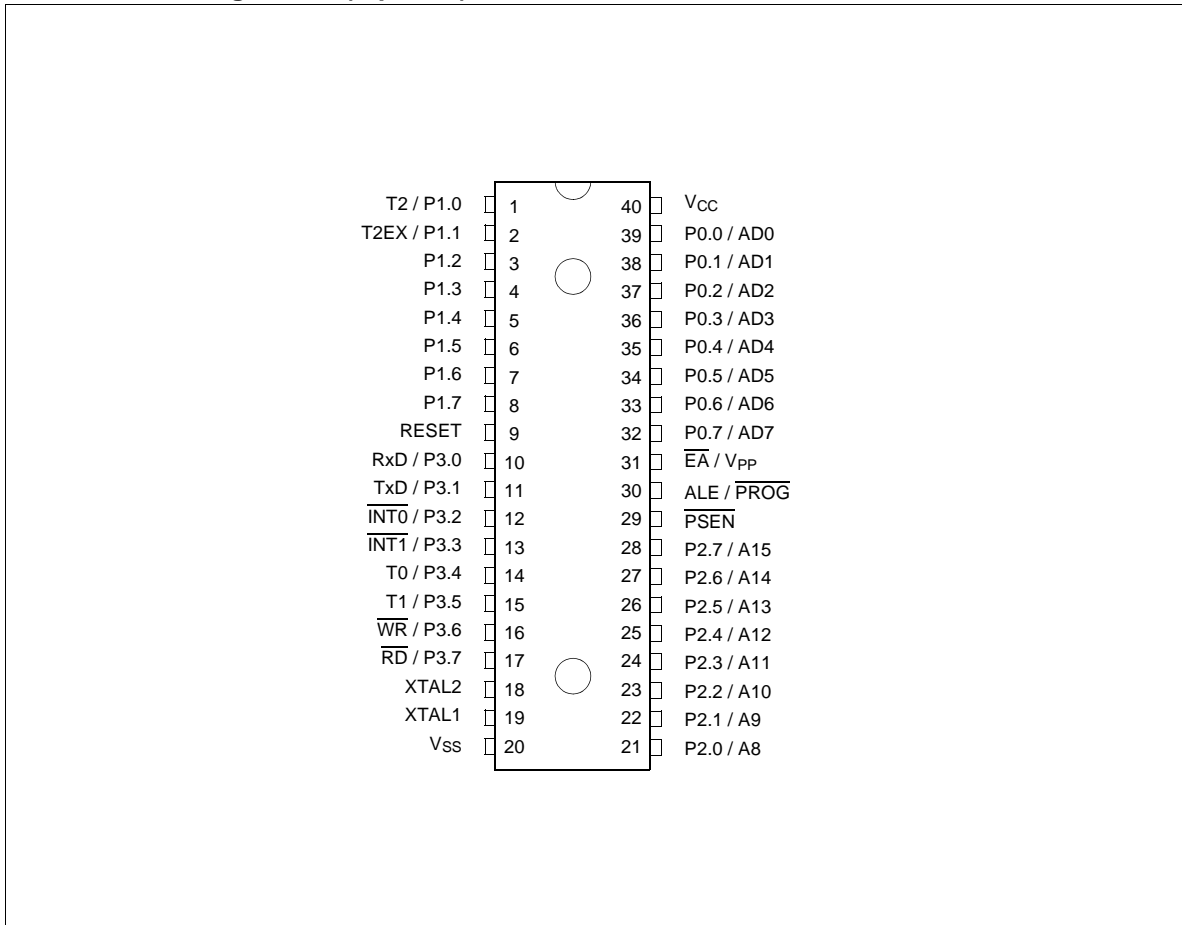 T2 / P1.0 1 40 VCC
T2EX / P1.1 2 39 P0.0 / AD0
P1.2 3 38 P0.1 / AD1
P1.3 4 37 P0.2 / AD2
P1.4 5 36 P0.3 / AD3
P1.5 6 35 P0.4 / AD4
P1.6 7 34 P0.5 / AD5
P1.7 8 33 P0.6 / AD6
RESET 9 32 P0.7 / AD7
RxD / P3.0 10 31 E̅A̅ / VPP
TxD / P3.1 11 30 ALE / P̅R̅O̅G̅
I̅N̅T̅0̅ / P3.2 12 29 P̅S̅E̅N̅
I̅N̅T̅1̅ / P3.3 13 28 P2.7 / A15
T0 / P3.4 14 27 P2.6 / A14
T1 / P3.5 15 26 P2.5 / A13
W̅R̅ / P3.6 16 25 P2.4 / A12
R̅D̅ / P3.7 17 24 P2.3 / A11
XTAL2 18 23 P2.2 / A10
XTAL1 19 22 P2.1 / A9
VSS 20 21 P2.0 / A8